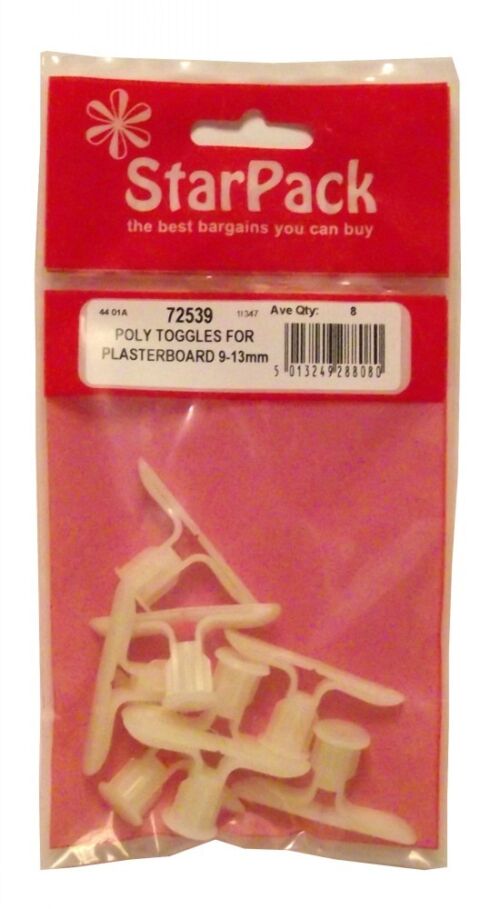 StarPack
the best bargains you can buy
44 01A 72539 11347 Ave Qty: 8
POLY TOGGLES FOR
PLASTERBOARD 9-13mm
5 013249 288080